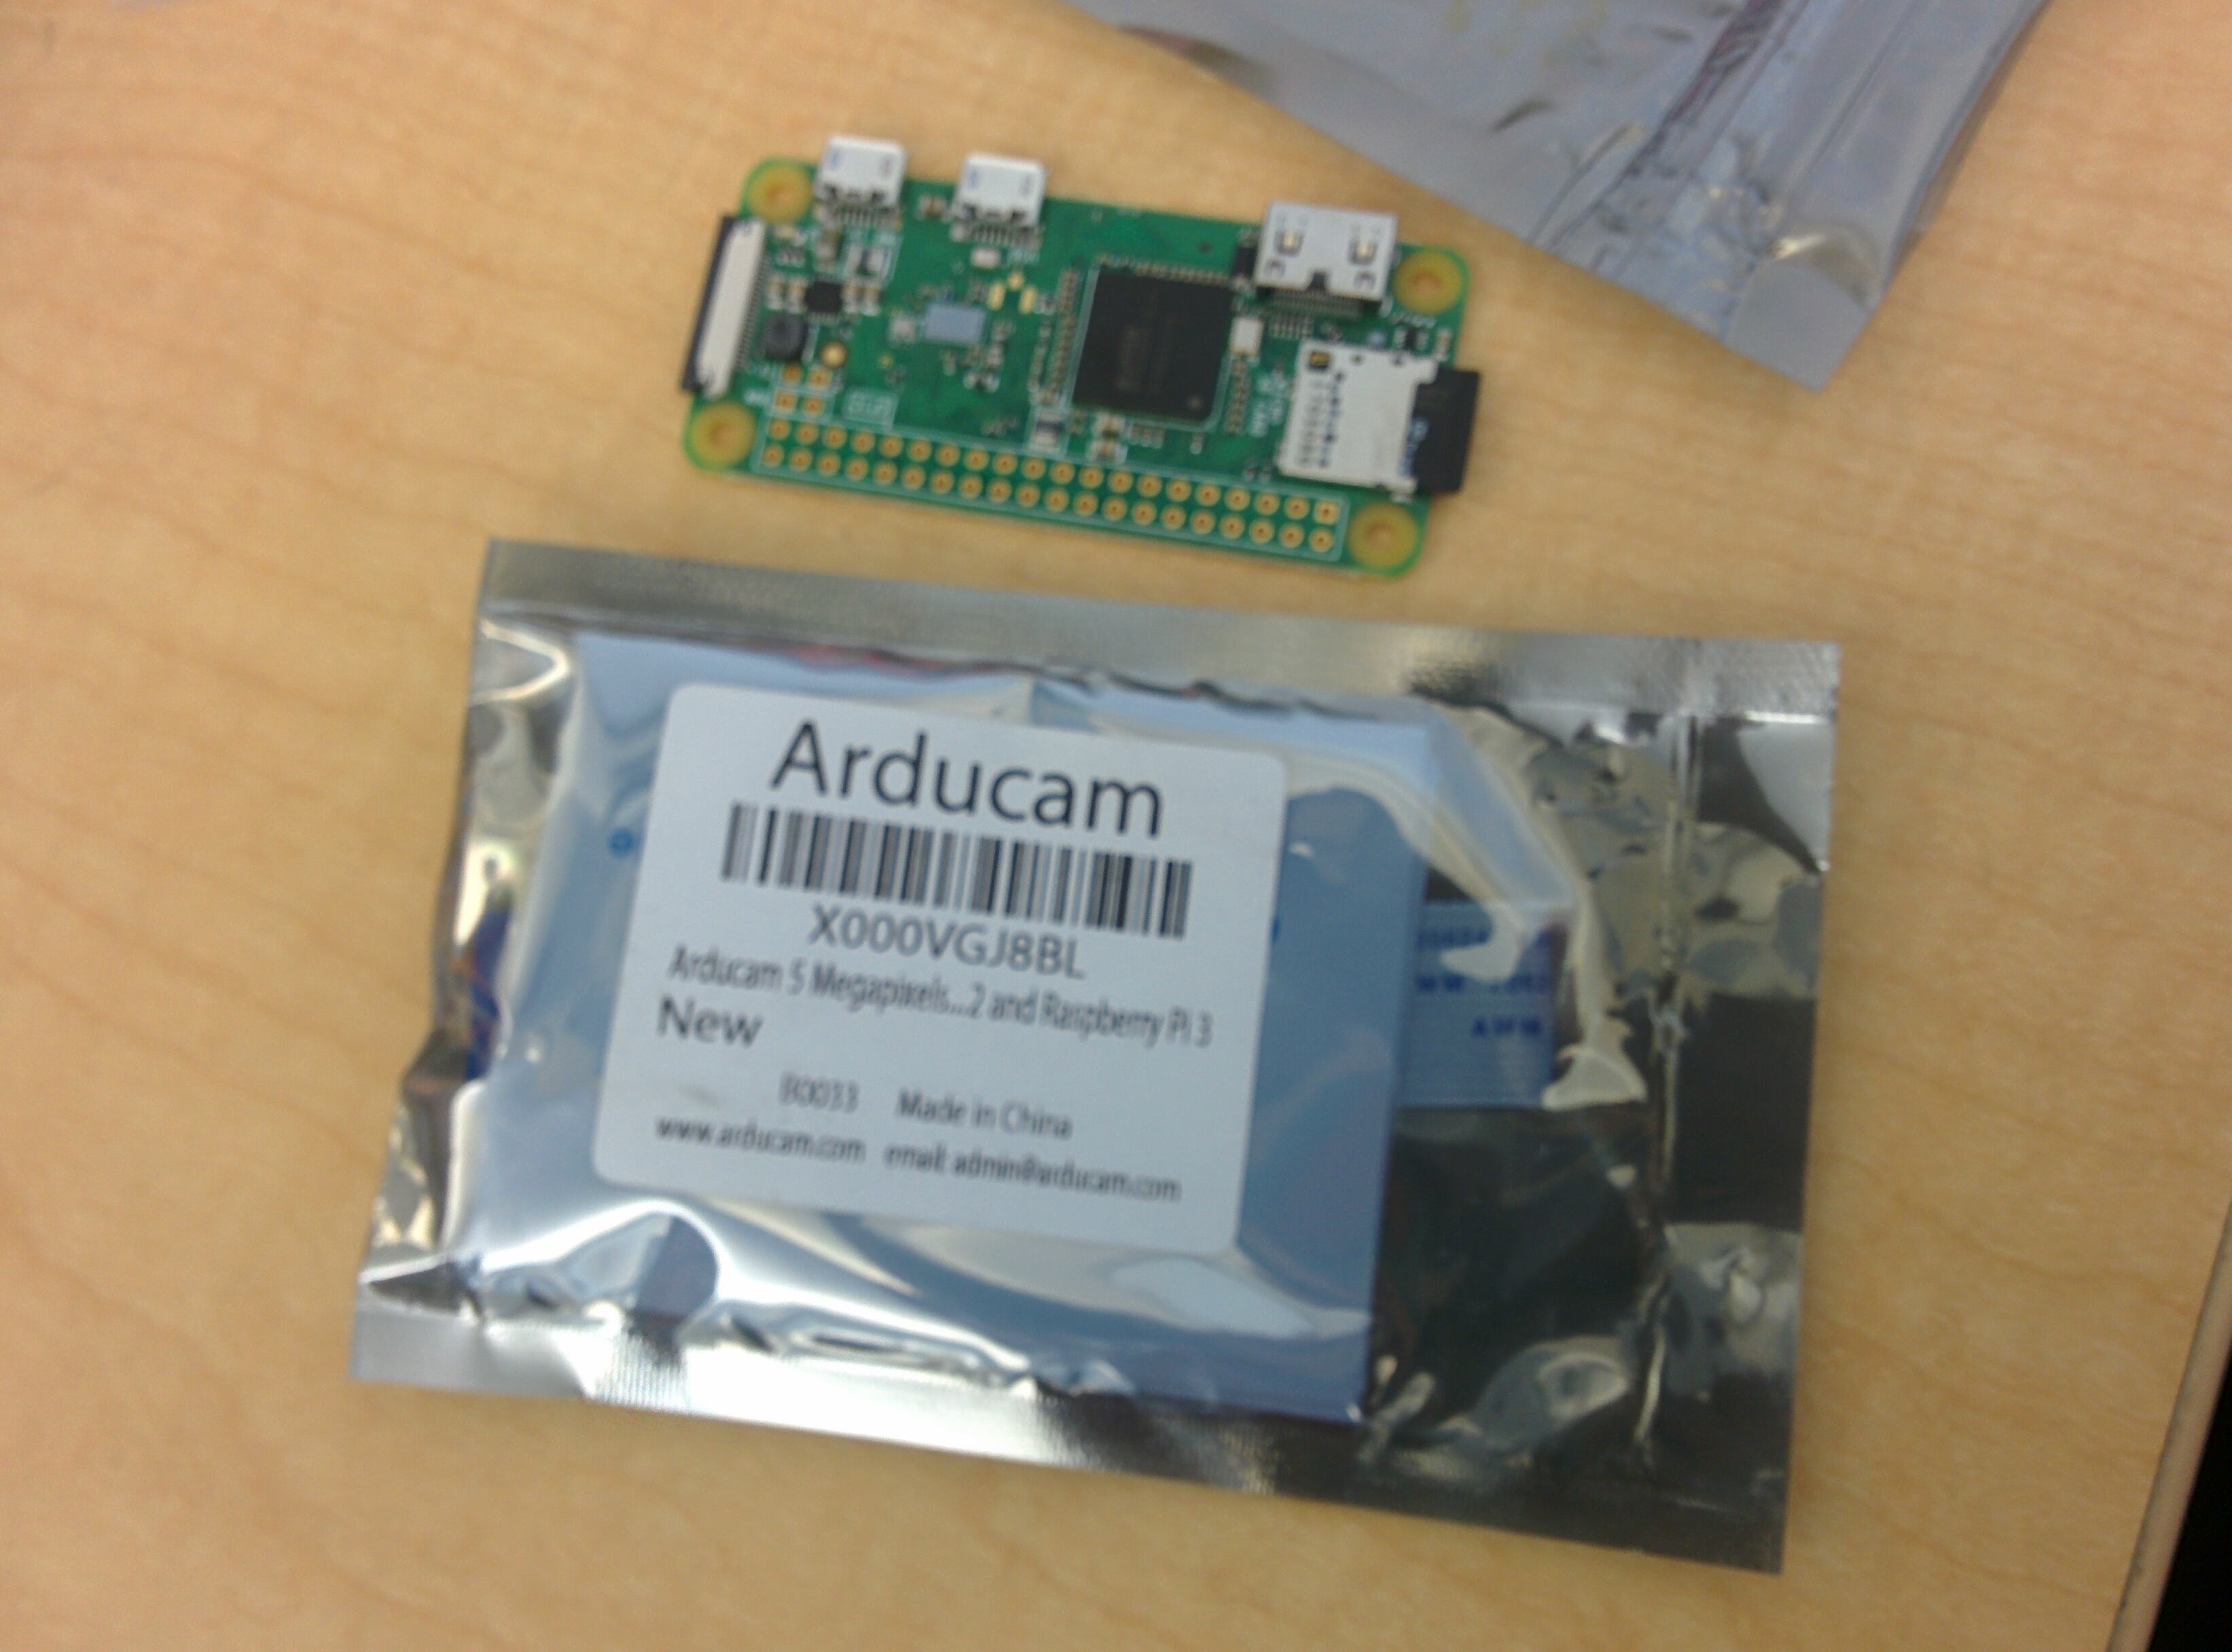 Arducam
X000VGJ8BL
Arducam 5 Megapixels...2 and Raspberry Pi 3
New
B0033 Made in China
www.arducam.com email: admin@arducam.com
AWM